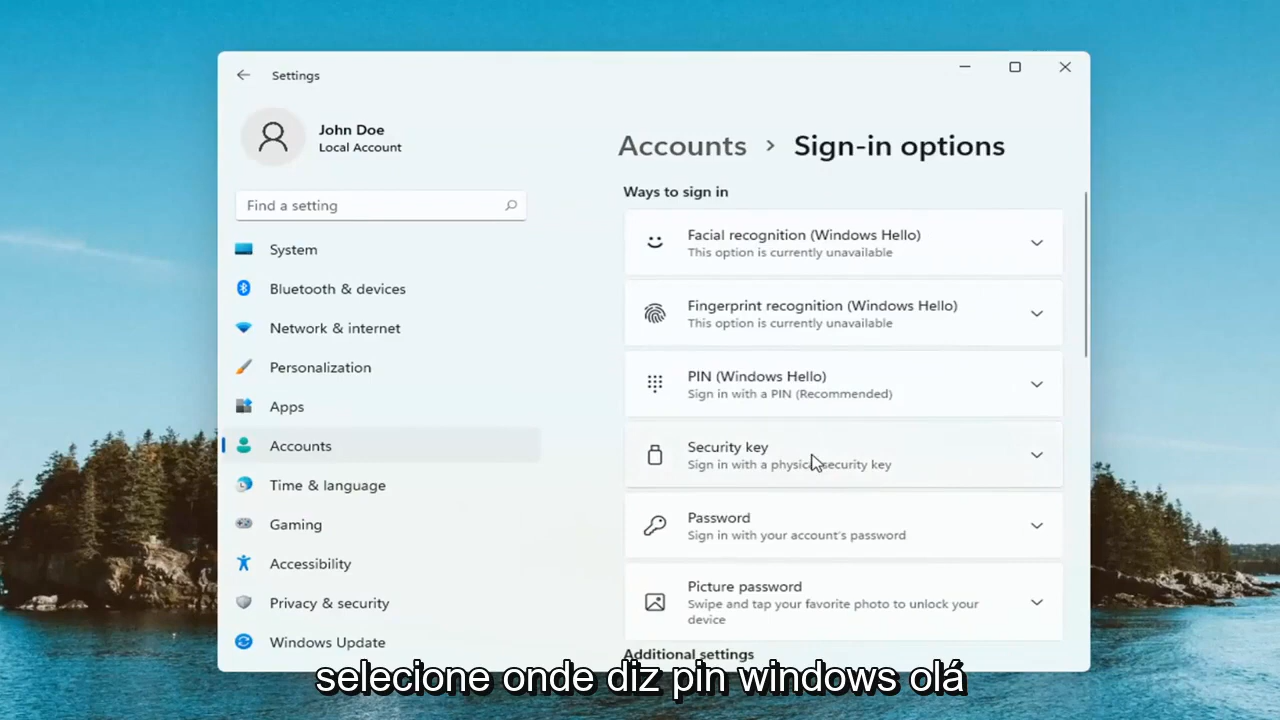 Settings
John Doe
Local Account
Find a setting
System
Bluetooth & devices
Network & internet
Personalization
Apps
Accounts
Time & language
Gaming
Accessibility
Privacy & security
Windows Update
Accounts > Sign-in options
Ways to sign in
Facial recognition (Windows Hello)
This option is currently unavailable
Fingerprint recognition (Windows Hello)
This option is currently unavailable
PIN (Windows Hello)
Sign in with a PIN (Recommended)
Security key
Sign in with a physical security key
Password
Sign in with your account's password
Picture password
Swipe and tap your favorite photo to unlock your
device
Additional settings
selecione onde diz pin windows olá